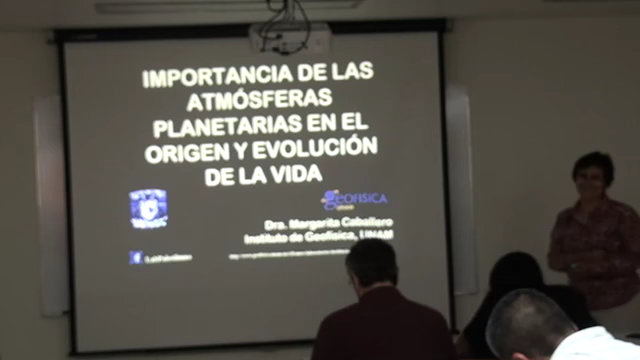 IMPORTANCIA DE LAS
ATMÓSFERAS
PLANETARIAS EN EL
ORIGEN Y EVOLUCIÓN
DE LA VIDA
GEOFISICA
Dra. Margarita Caballero
Instituto de Geofísica, UNAM